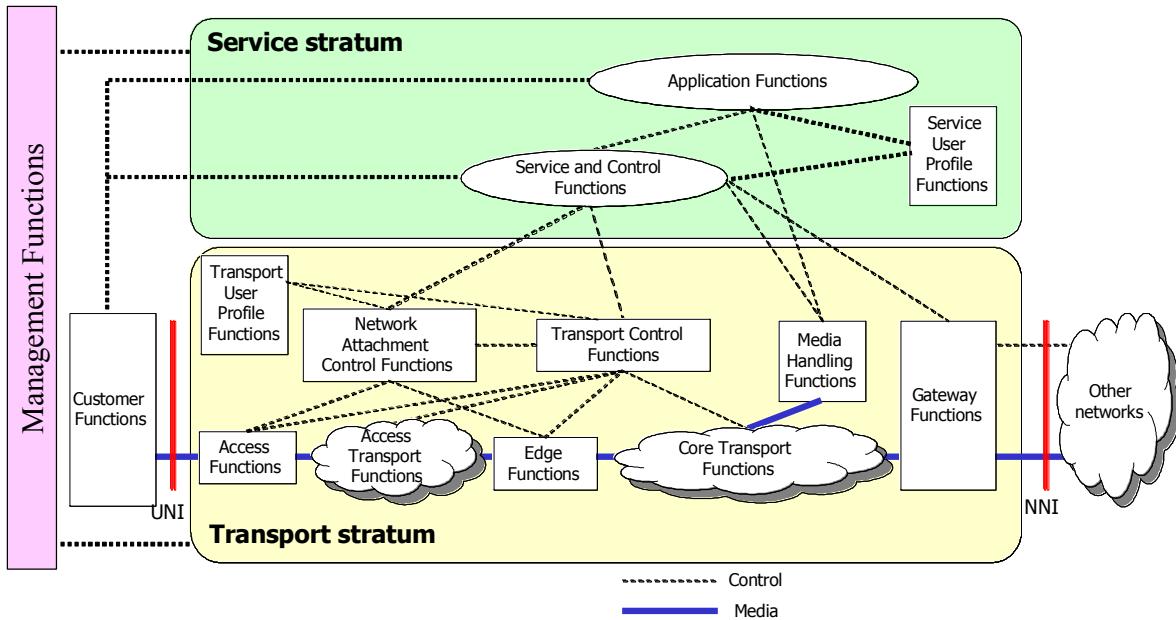 Management Functions
Service stratum
Application Functions
Service
User
Profile
Functions
Service and Control
Functions
Transport
User
Profile
Functions
Network
Attachment
Control Functions
Transport Control
Functions
Media
Handling
Functions
Customer
Functions
Gateway
Functions
Other
networks
Access
Functions
Access
Transport
Functions
Edge
Functions
Core Transport
Functions
UNI
NNI
Transport stratum
Control
Media